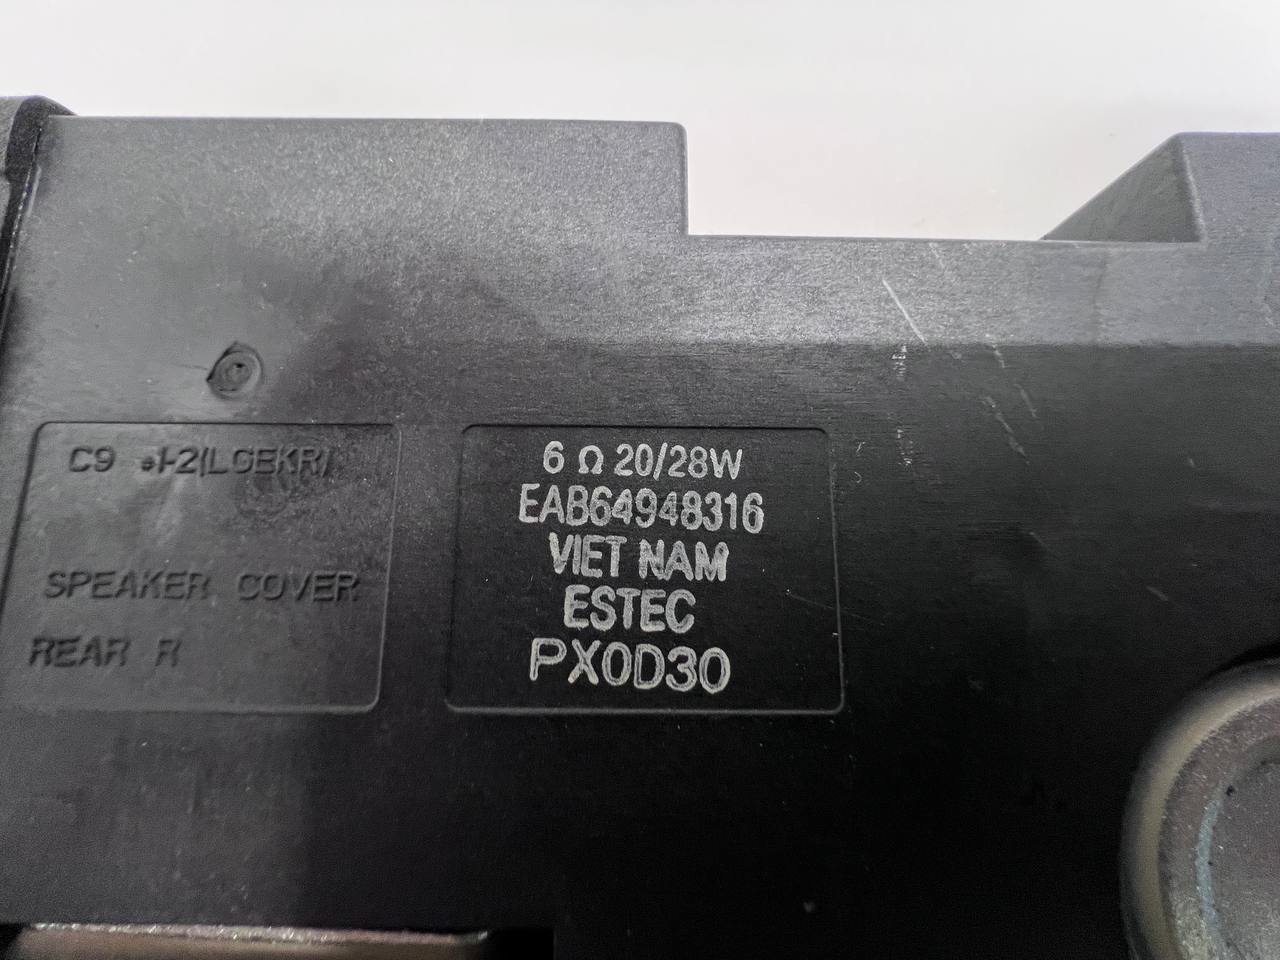 C9
SPEAKER COVER
REAR R
6 Ω 20/28W
EAB64948316
VIET NAM
ESTEC
PX0D30